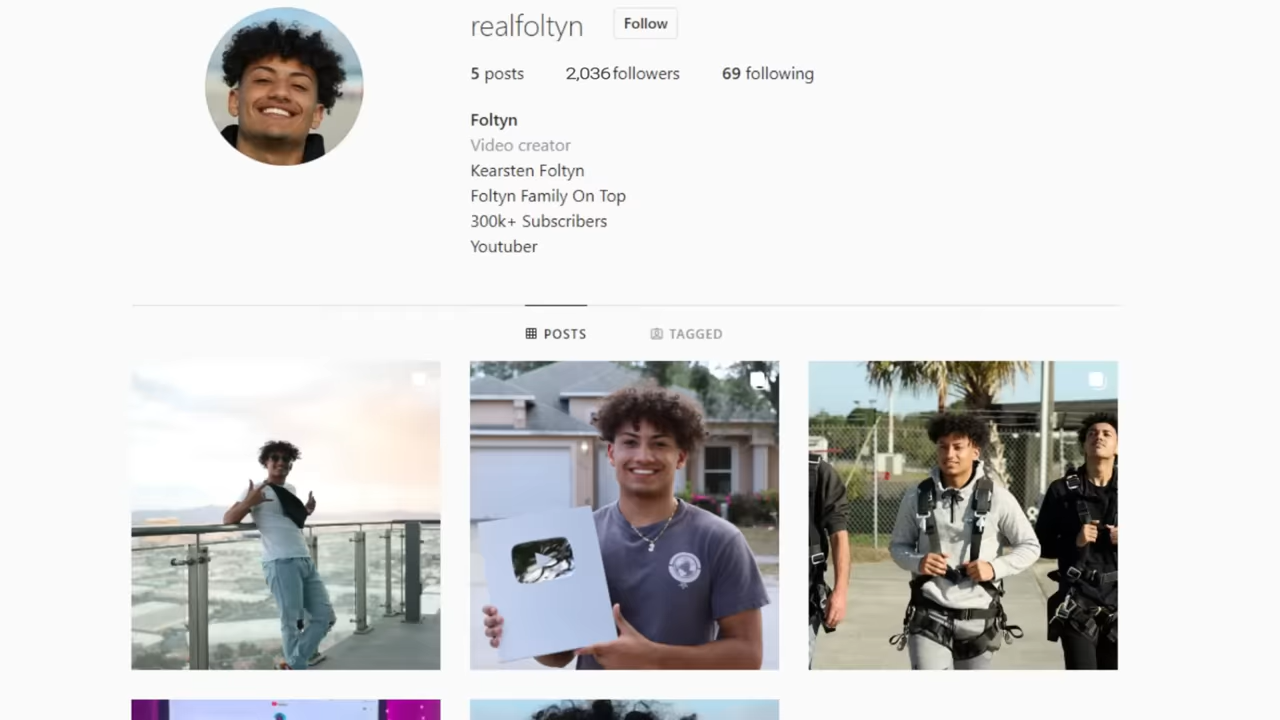 realfoltyn Follow
5 posts 2,036 followers 69 following
Foltyn
Video creator
Kearsten Foltyn
Foltyn Family On Top
300k+ Subscribers
Youtuber
POSTS TAGGED